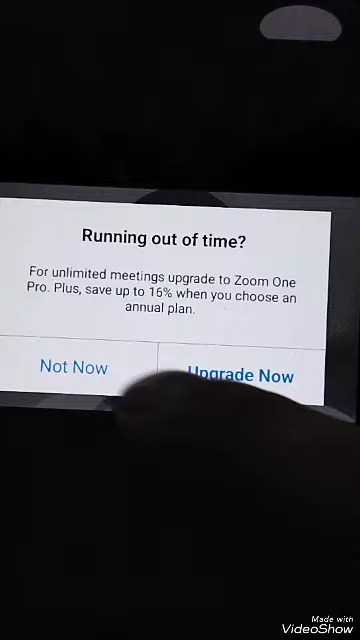 Running out of time?
For unlimited meetings upgrade to Zoom One
Pro. Plus, save up to 16% when you choose an
annual plan.
Not Now
Upgrade Now
Made with
VideoShow